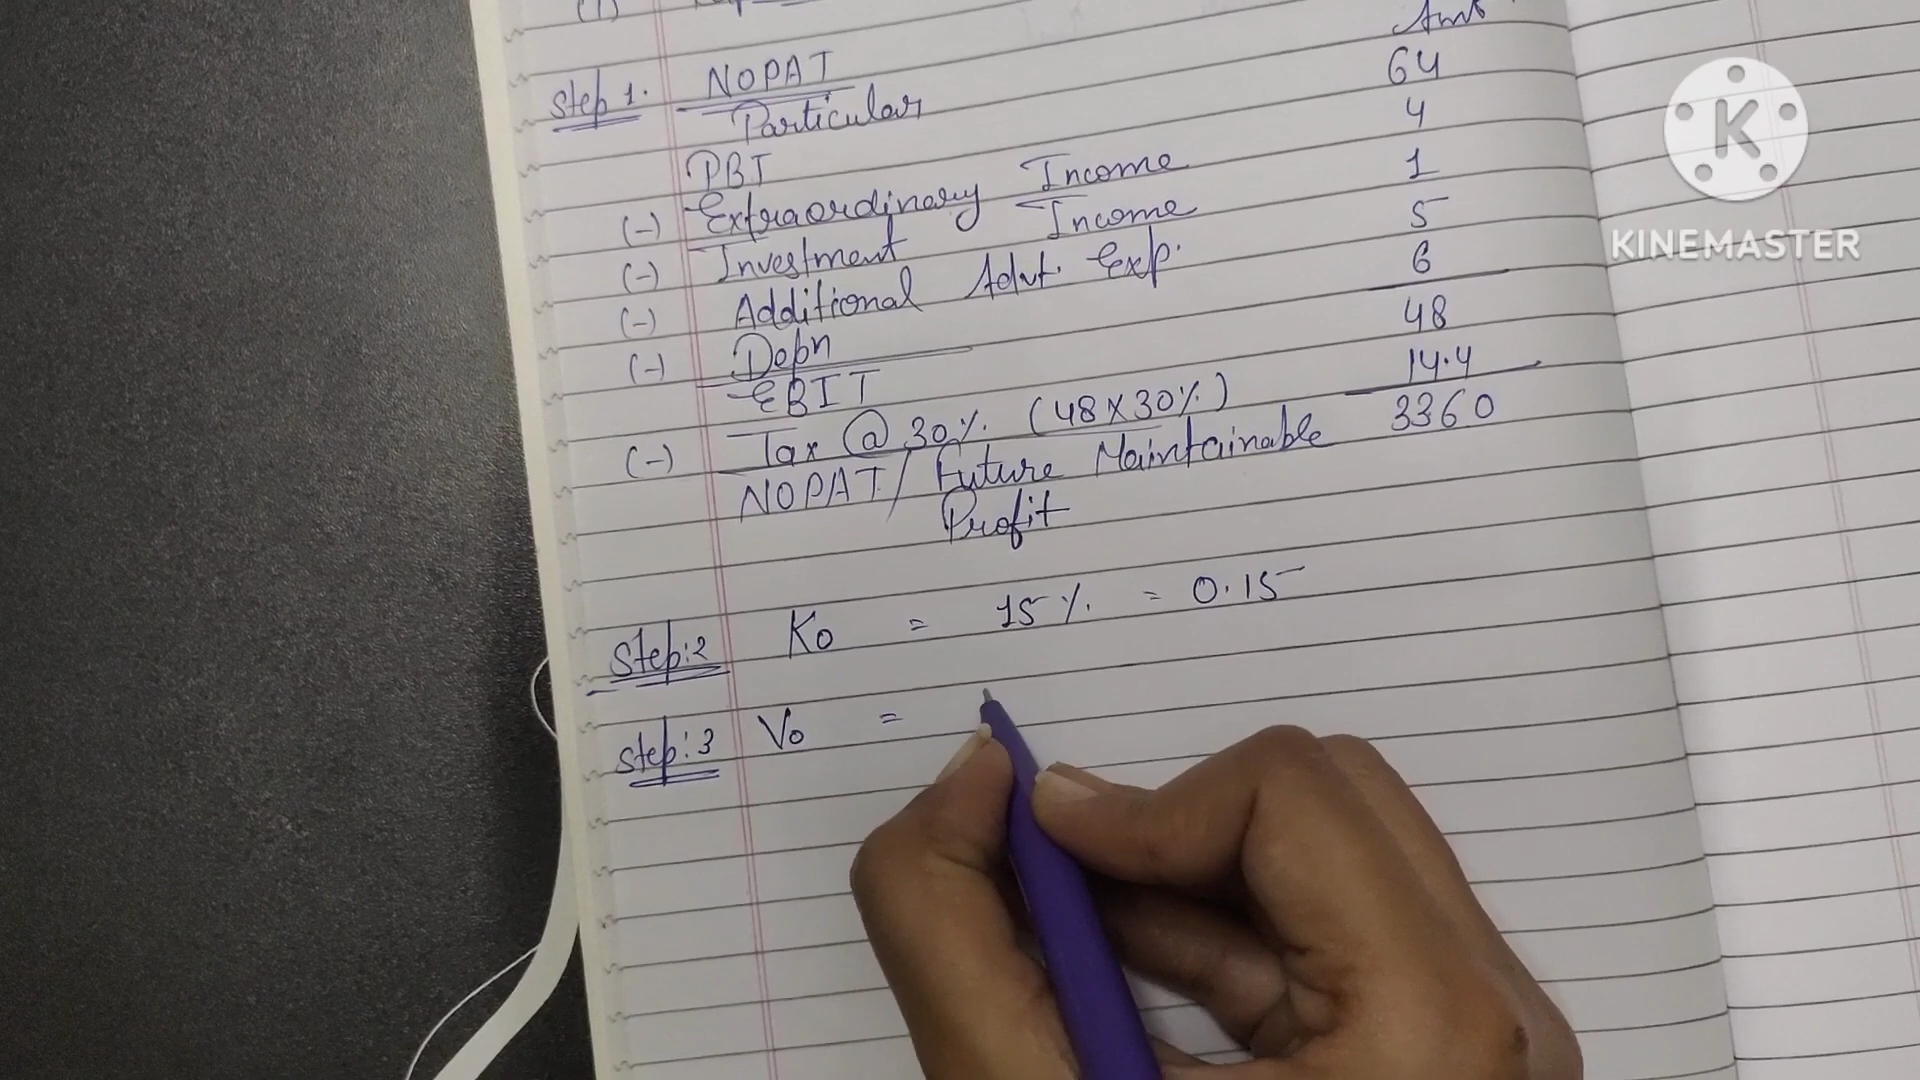 (1)
Amt
Step 1. NOPAT
Particular 64
PBT 4
(-) Extraordinary Income 1
(-) Investment Income 5
(-) Additional Advt. Exp. 6
(-) Depn 48
EBIT 14.4
(-) Tax @ 30%. (48 X 30%.) 3360
NOPAT / Future Maintainable
Profit
Step:2 Ko = 15%. = 0.15
Step:3 Vo =
K
KINEMASTER